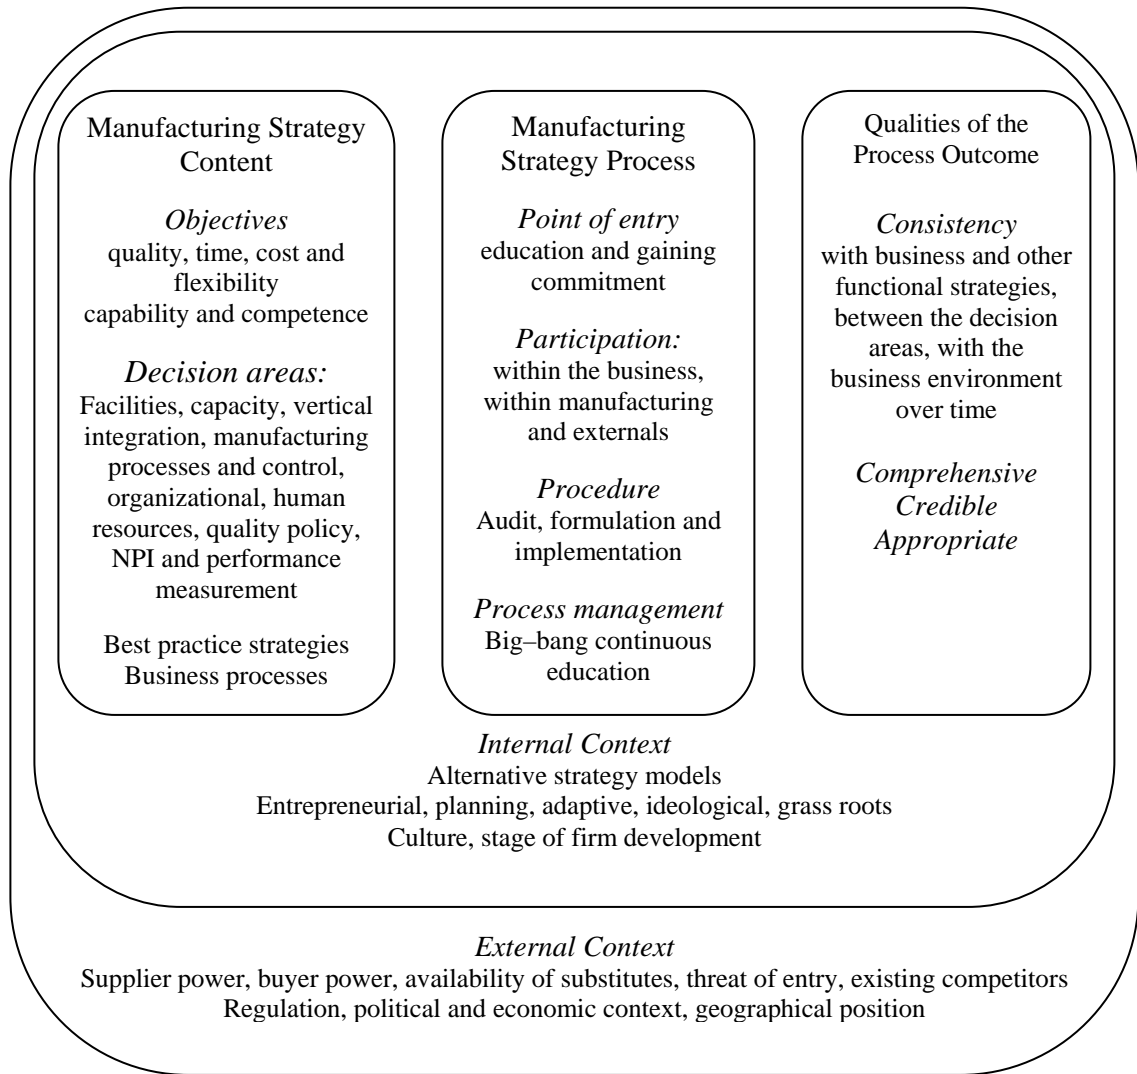 Manufacturing Strategy
Content
Objectives
quality, time, cost and
flexibility
capability and competence
Decision areas:
Facilities, capacity, vertical
integration, manufacturing
processes and control,
organizational, human
resources, quality policy,
NPI and performance
measurement
Best practice strategies
Business processes
Manufacturing
Strategy Process
Point of entry
education and gaining
commitment
Participation:
within the business,
within manufacturing
and externals
Procedure
Audit, formulation and
implementation
Process management
Big–bang continuous
education
Qualities of the
Process Outcome
Consistency
with business and other
functional strategies,
between the decision
areas, with the
business environment
over time
Comprehensive
Credible
Appropriate
Internal Context
Alternative strategy models
Entrepreneurial, planning, adaptive, ideological, grass roots
Culture, stage of firm development
External Context
Supplier power, buyer power, availability of substitutes, threat of entry, existing competitors
Regulation, political and economic context, geographical position